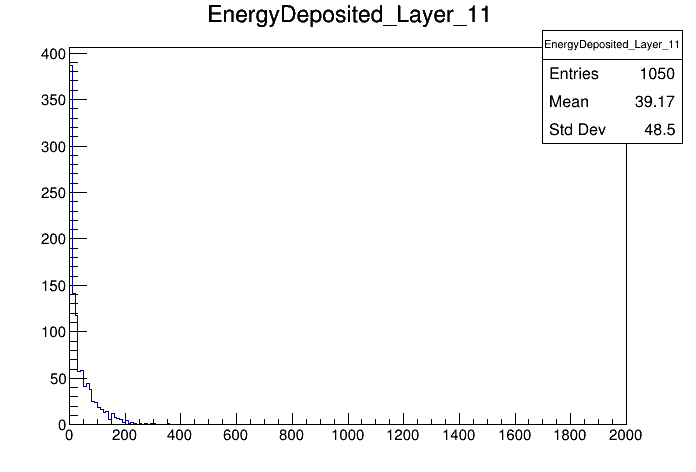 EnergyDeposited_Layer_11
EnergyDeposited_Layer_11
Entries 1050
Mean 39.17
Std Dev 48.5
400
350
300
250
200
150
100
50
0
0 200 400 600 800 1000 1200 1400 1600 1800 2000